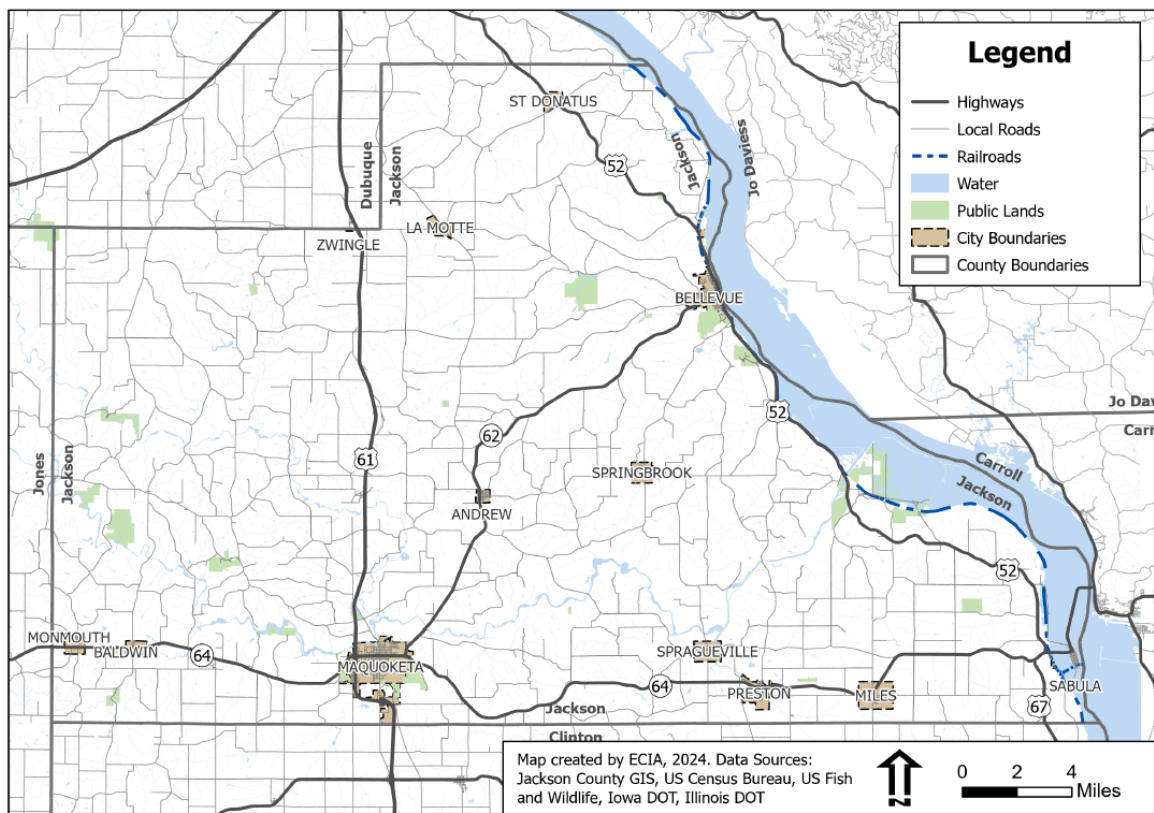 Legend
Highways
Local Roads
Railroads
Water
Public Lands
City Boundaries
County Boundaries
ST DONATUS
Dubuque
Jackson
52
Jackson
Jo Daviess
LA MOTTE
ZWINGLE
BELLEVUE
52
Jo Dav
Carr
62
61
Jones
Jackson
SPRINGBROOK
Carroll
Jackson
ANDREW
52
MONMOUTH
BALDWIN
64
MAQUOKETA
SPRAGUEVILLE
64
PRESTON
MILES
SABULA
67
Jackson
Clinton
Map created by ECIA, 2024. Data Sources:
Jackson County GIS, US Census Bureau, US Fish
and Wildlife, Iowa DOT, Illinois DOT
N
0 2 4
Miles